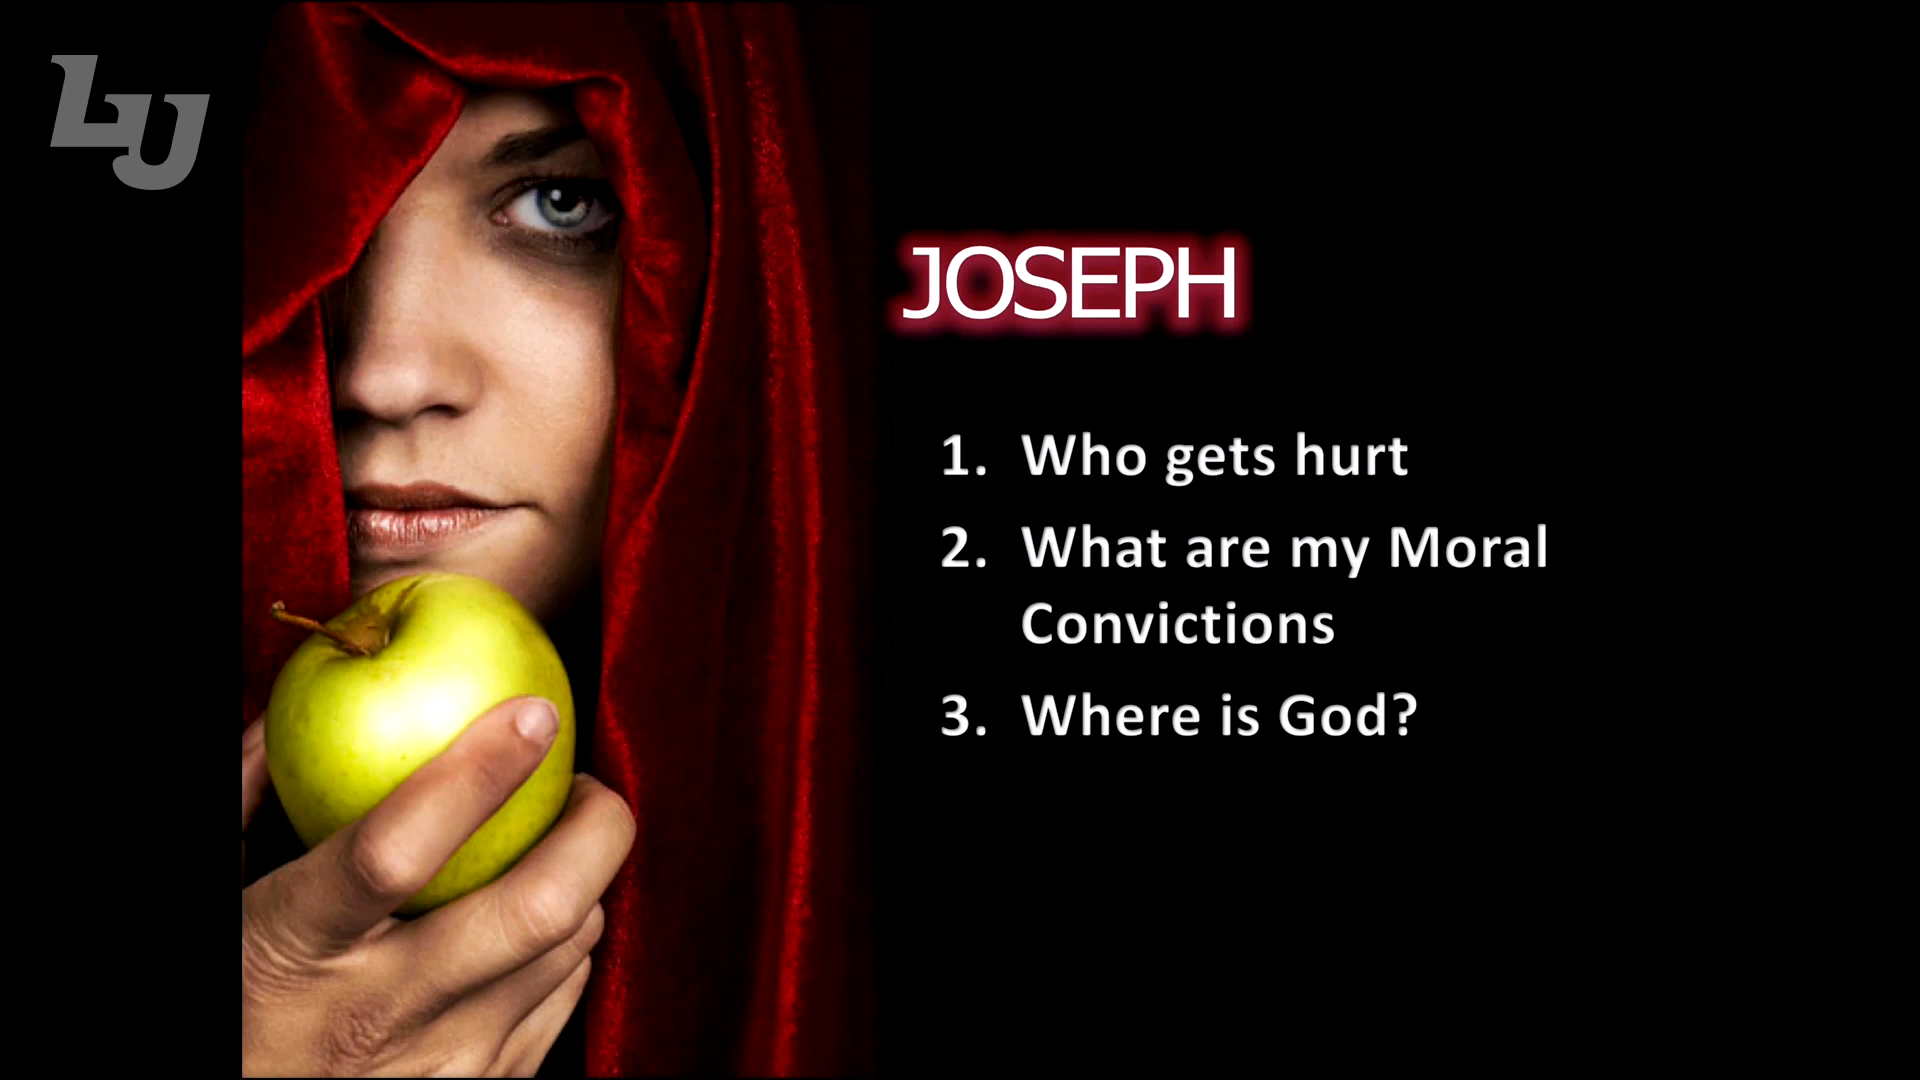 LU
JOSEPH
1. Who gets hurt
2. What are my Moral
Convictions
3. Where is God?